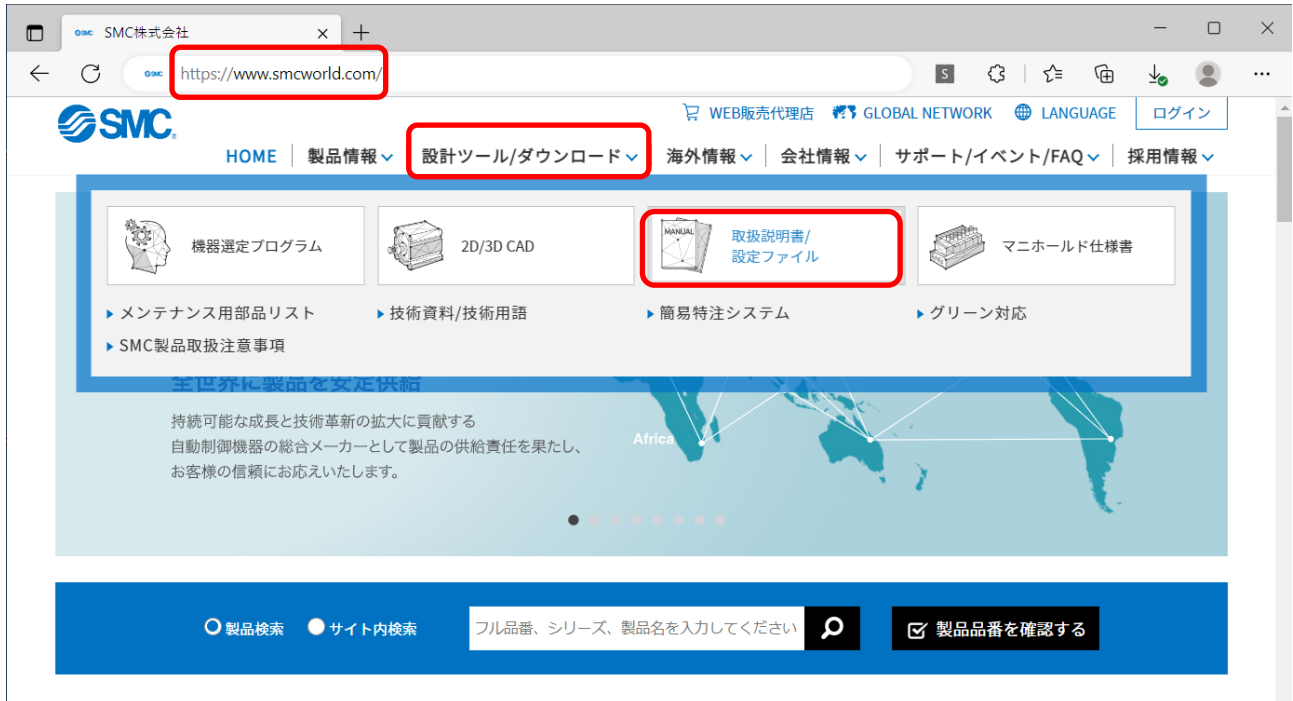 SMC株式会社
https://www.smcworld.com/
SMC
WEB販売代理店 GLOBAL NETWORK LANGUAGE ログイン
HOME 製品情報 設計ツール/ダウンロード 海外情報 会社情報 サポート/イベント/FAQ 採用情報
機器選定プログラム
2D/3D CAD
MANUAL
取扱説明書/
設定ファイル
マニホールド仕様書
メンテナンス用部品リスト 技術資料/技術用語 簡易特注システム グリーン対応
SMC製品取扱注意事項
全世界に製品を安定供給
持続可能な成長と技術革新の拡大に貢献する
自動制御機器の総合メーカーとして製品の供給責任を果たし、
お客様の信頼にお応えいたします。
Africa
製品検索 サイト内検索 フル品番、シリーズ、製品名を入力してください 製品品番を確認する